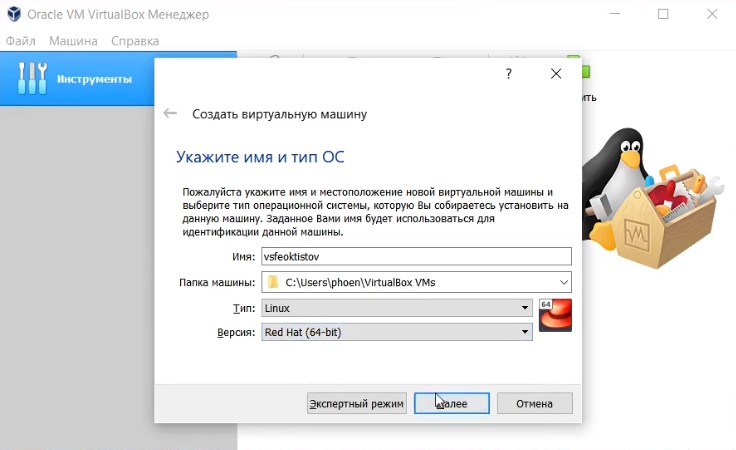 Oracle VM VirtualBox Менеджер
Файл Машина Справка
Инструменты
?
Создать виртуальную машину
Укажите имя и тип ОС
Пожалуйста укажите имя и местоположение новой виртуальной машины и
выберите тип операционной системы, которую Вы собираетесь установить на
данную машину. Заданное Вами имя будет использоваться для
идентификации данной машины.
Имя: vsfeoktistov
Папка машины: C:\Users\phoen\VirtualBox VMs
Тип: Linux
64
Версия: Red Hat (64-bit)
Экспертный режим Далее Отмена